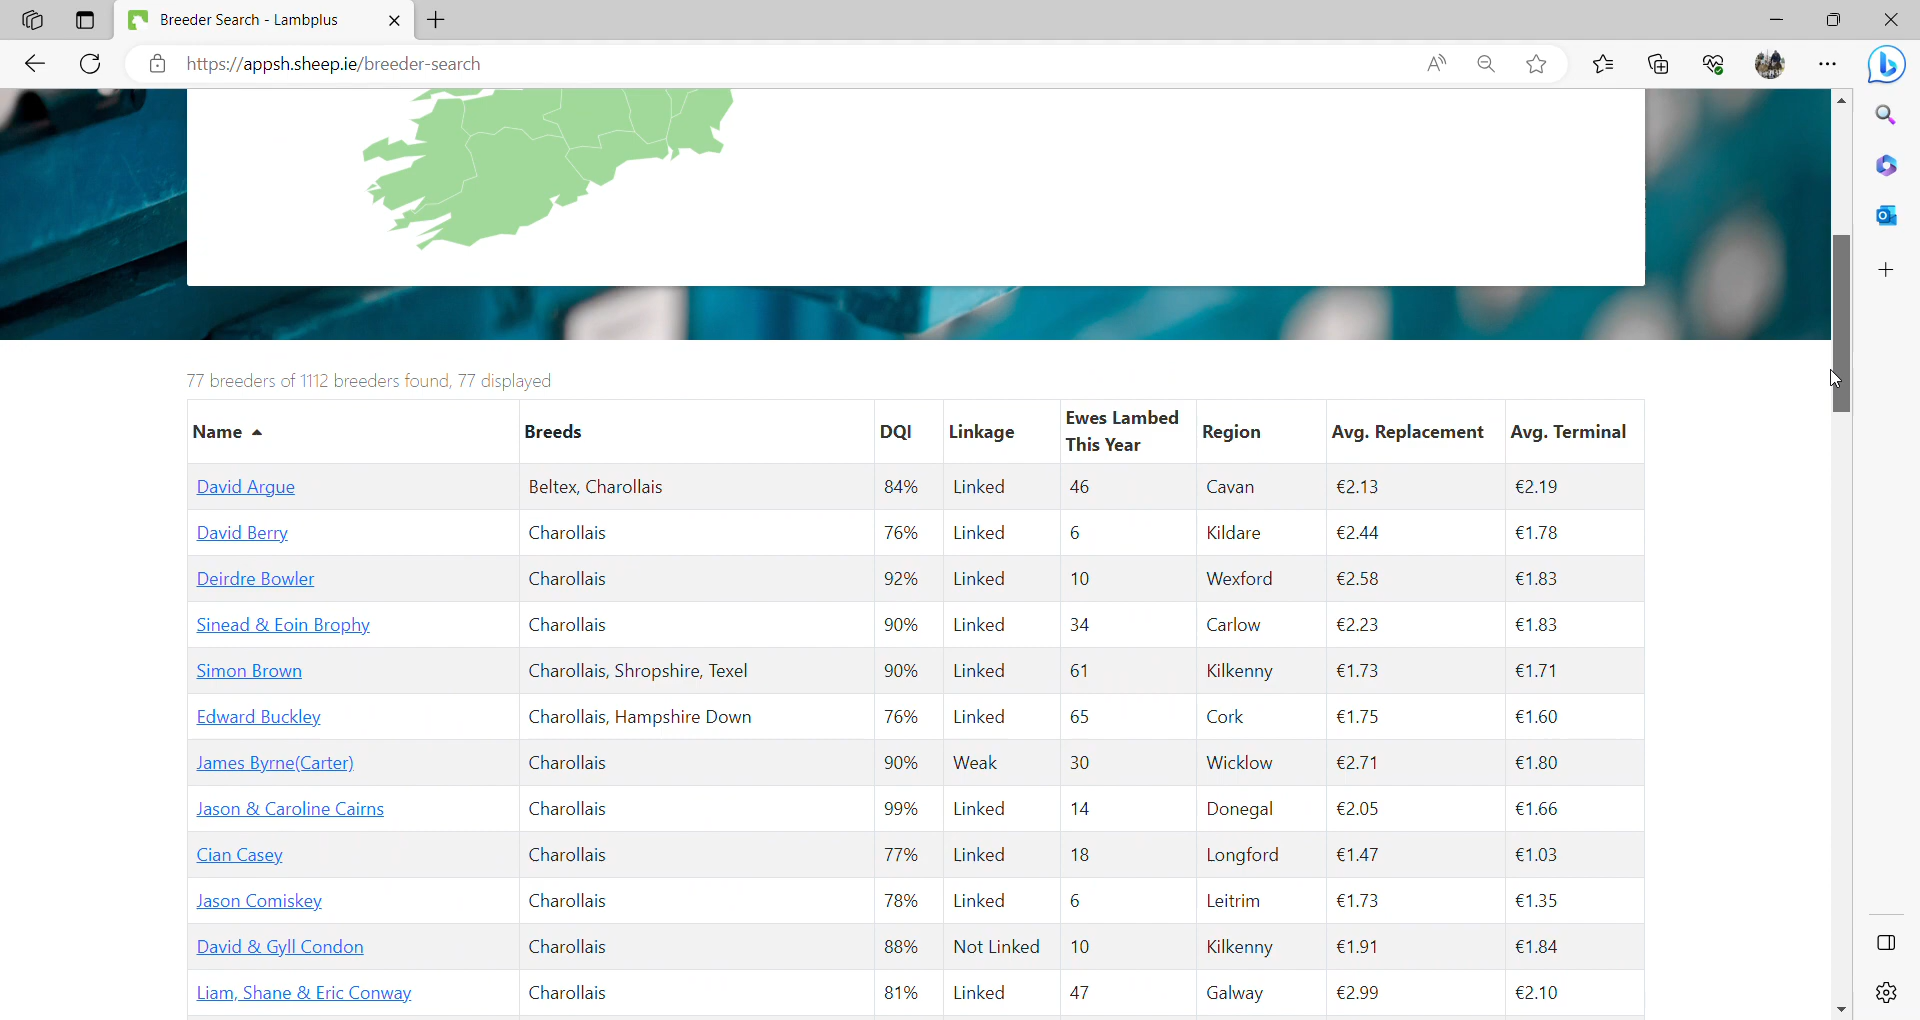 Breeder Search - Lambplus
https://appsh.sheep.ie/breeder-search
77 breeders of 1112 breeders found, 77 displayed
Name Breeds DQI Linkage Ewes Lambed This Year Region Avg. Replacement Avg. Terminal
David Argue Beltex, Charollais 84% Linked 46 Cavan €2.13 €2.19
David Berry Charollais 76% Linked 6 Kildare €2.44 €1.78
Deirdre Bowler Charollais 92% Linked 10 Wexford €2.58 €1.83
Sinead & Eoin Brophy Charollais 90% Linked 34 Carlow €2.23 €1.83
Simon Brown Charollais, Shropshire, Texel 90% Linked 61 Kilkenny €1.73 €1.71
Edward Buckley Charollais, Hampshire Down 76% Linked 65 Cork €1.75 €1.60
James Byrne(Carter) Charollais 90% Weak 30 Wicklow €2.71 €1.80
Jason & Caroline Cairns Charollais 99% Linked 14 Donegal €2.05 €1.66
Cian Casey Charollais 77% Linked 18 Longford €1.47 €1.03
Jason Comiskey Charollais 78% Linked 6 Leitrim €1.73 €1.35
David & Gyll Condon Charollais 88% Not Linked 10 Kilkenny €1.91 €1.84
Liam, Shane & Eric Conway Charollais 81% Linked 47 Galway €2.99 €2.10